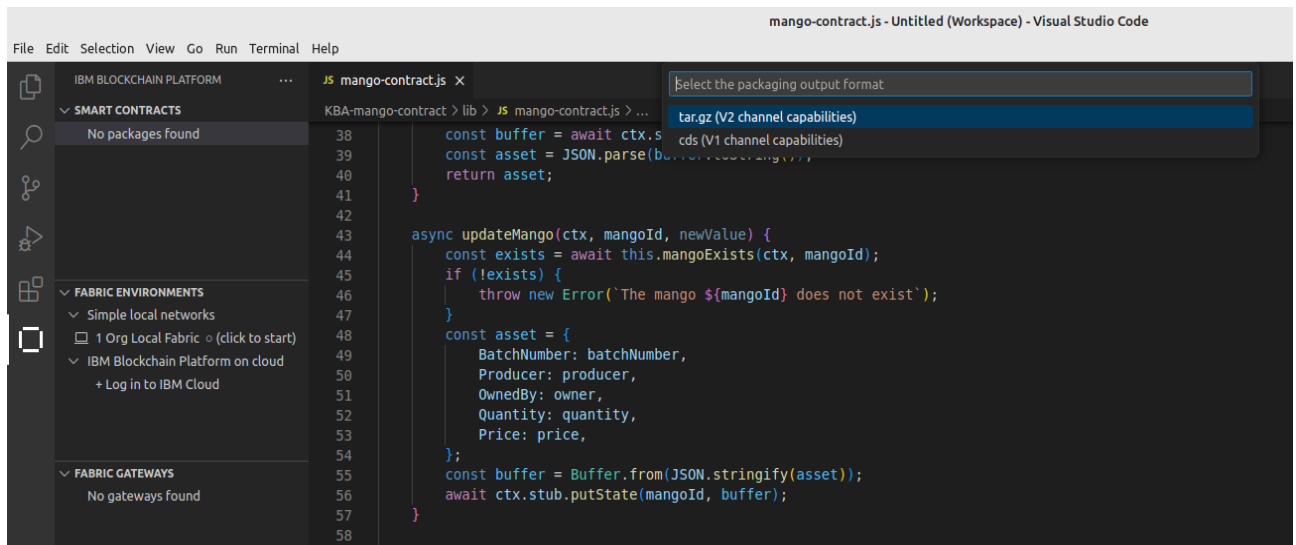 mango-contract.js - Untitled (Workspace) - Visual Studio Code
File Edit Selection View Go Run Terminal Help
IBM BLOCKCHAIN PLATFORM ...
SMART CONTRACTS
No packages found
FABRIC ENVIRONMENTS
Simple local networks
1 Org Local Fabric ○ (click to start)
IBM Blockchain Platform on cloud
+ Log in to IBM Cloud
FABRIC GATEWAYS
No gateways found
JS mango-contract.js ×
KBA-mango-contract > lib > JS mango-contract.js > ...
Select the packaging output format
tar.gz (V2 channel capabilities)
cds (V1 channel capabilities)
38 const buffer = await ctx.s
39 const asset = JSON.parse(
40 return asset;
41 }
42
43 async updateMango(ctx, mangoId, newValue) {
44 const exists = await this.mangoExists(ctx, mangoId);
45 if (!exists) {
46 throw new Error(`The mango ${mangoId} does not exist`);
47 }
48 const asset = {
49 BatchNumber: batchNumber,
50 Producer: producer,
51 OwnedBy: owner,
52 Quantity: quantity,
53 Price: price,
54 };
55 const buffer = Buffer.from(JSON.stringify(asset));
56 await ctx.stub.putState(mangoId, buffer);
57 }
58